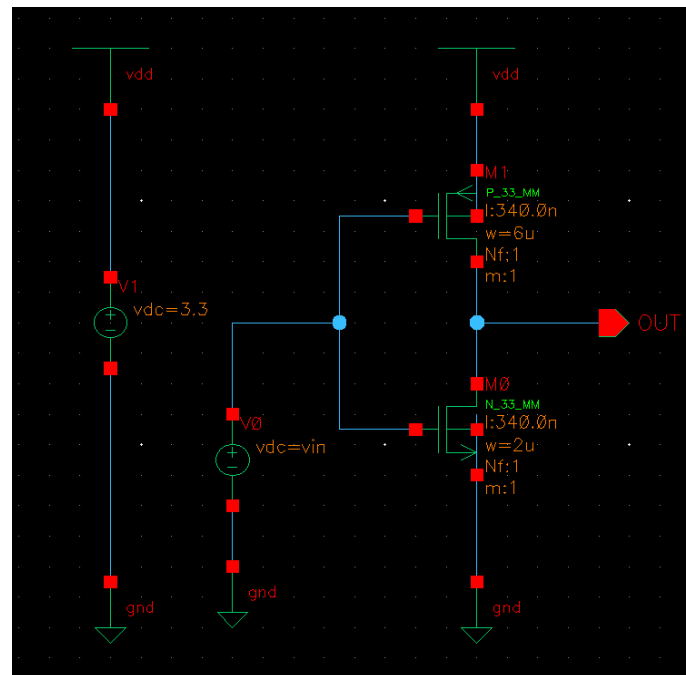 vdd
vdd
M1
P_33_MM
l:340.0n
w=6u
Nf:1
m:1
V1
vdc=3.3
OUT
M0
N_33_MM
l:340.0n
w=2u
Nf:1
m:1
V0
vdc=vin
gnd
gnd
gnd